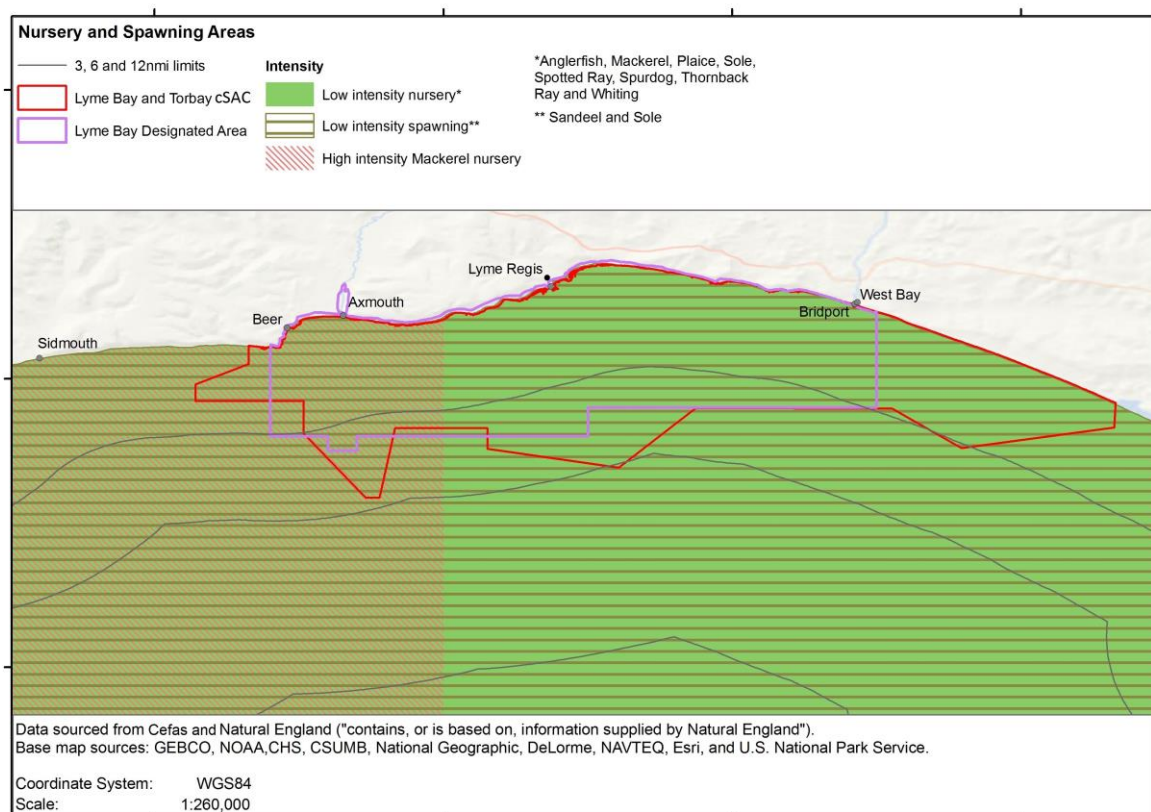 Nursery and Spawning Areas
3, 6 and 12nmi limits
Lyme Bay and Torbay cSAC
Lyme Bay Designated Area
Intensity
Low intensity nursery*
Low intensity spawning**
High intensity Mackerel nursery
*Anglerfish, Mackerel, Plaice, Sole,
Spotted Ray, Spurdog, Thornback
Ray and Whiting
** Sandeel and Sole
Lyme Regis
Axmouth
Beer
Sidmouth
West Bay
Bridport
Data sourced from Cefas and Natural England ("contains, or is based on, information supplied by Natural England").
Base map sources: GEBCO, NOAA,CHS, CSUMB, National Geographic, DeLorme, NAVTEQ, Esri, and U.S. National Park Service.
Coordinate System: WGS84
Scale: 1:260,000